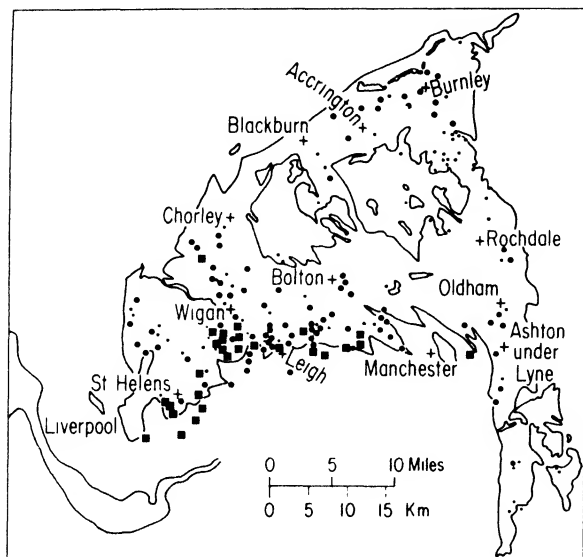 Burnley
Accrington
Blackburn
Chorley
Rochdale
Bolton
Oldham
Wigan
Ashton
under
Lyne
Leigh
Manchester
St Helens
Liverpool
0 5 10 Miles
0 5 10 15 Km